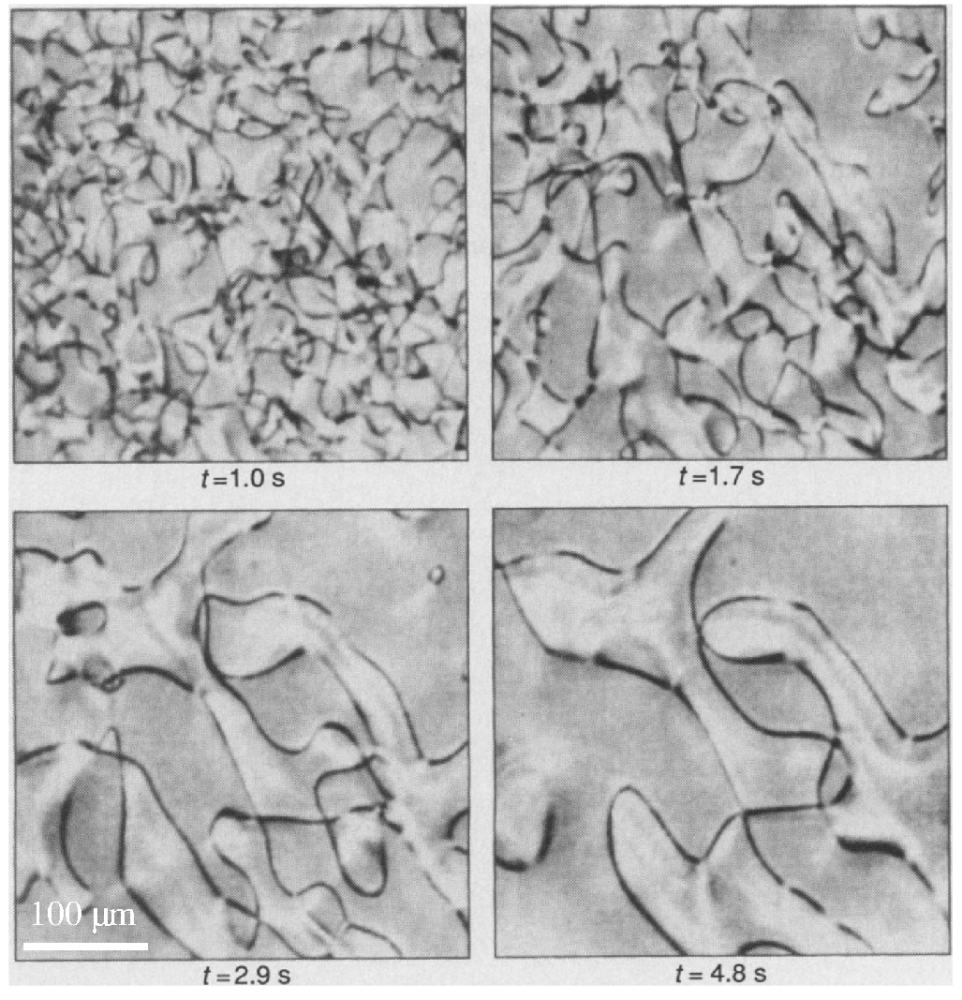 t=1.0 s
t=1.7 s
100 μm
t=2.9 s
t= 4.8 s